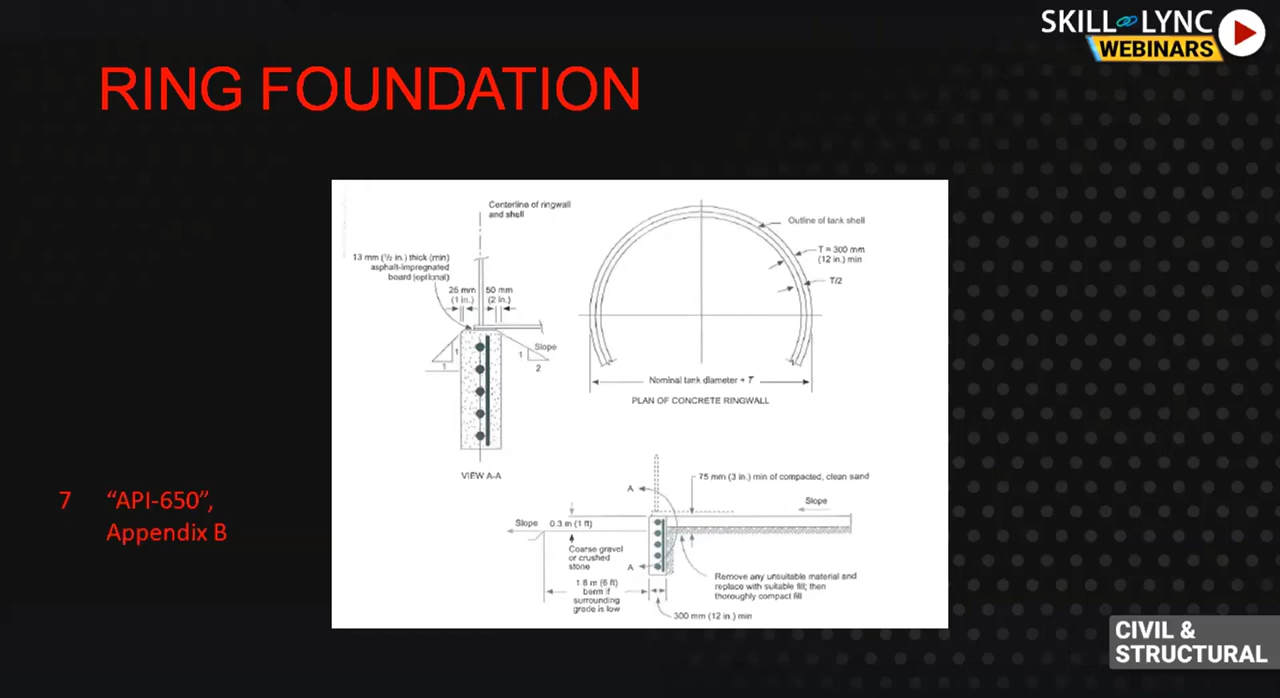 SKILL LYNC
WEBINARS
RING FOUNDATION
Centerline of ringwall
and shell
13 mm (1/2 in.) thick (min)
asphalt-impregnated
board (optional)
25 mm
(1 in.)
50 mm
(2 in.)
1
1
Slope
1
2
VIEW A-A
Outline of tank shell
T = 300 mm
(12 in.) min
T/2
Nominal tank diameter + T
PLAN OF CONCRETE RINGWALL
7 “API-650”,
Appendix B
75 mm (3 in.) min of compacted, clean sand
A
Slope
Slope
0.3 m (1 ft)
Coarse gravel
or crushed
stone
A
1.8 m (6 ft)
berm if
surrounding
grade is low
Remove any unsuitable material and
replace with suitable fill; then
thoroughly compact fill
300 mm (12 in.) min
CIVIL &
STRUCTURAL